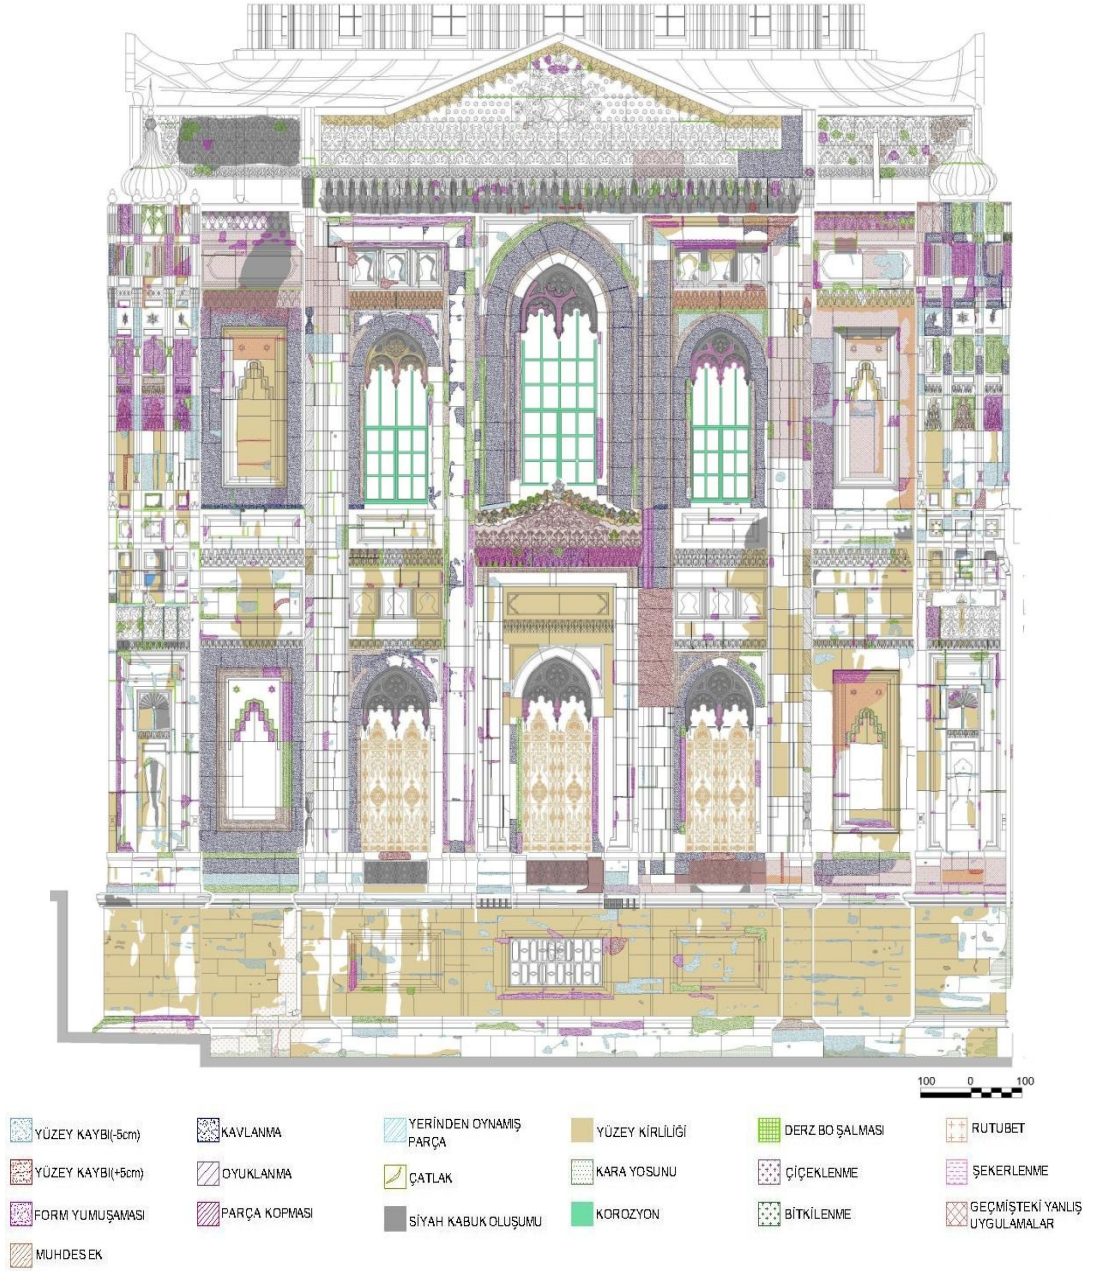 100 0 100
YÜZEY KAYBI(-5cm)
KAVLANMA
YERİNDEN OYNAMIŞ
PARÇA
YÜZEY KİRLİLİĞİ
DERZ BO ŞALMASI
RUTUBET
YÜZEY KAYBI(+5cm)
OYUKLANMA
ÇATLAK
KARA YOSUNU
ÇİÇEKLENME
ŞEKERLENME
FORM YUMUŞAMASI
PARÇA KOPMASI
SİYAH KABUK OLUŞUMU
KOROZYON
BİTKİLENME
GEÇMİŞTEKİ YANLIŞ
UYGULAMALAR
MUHDES EK